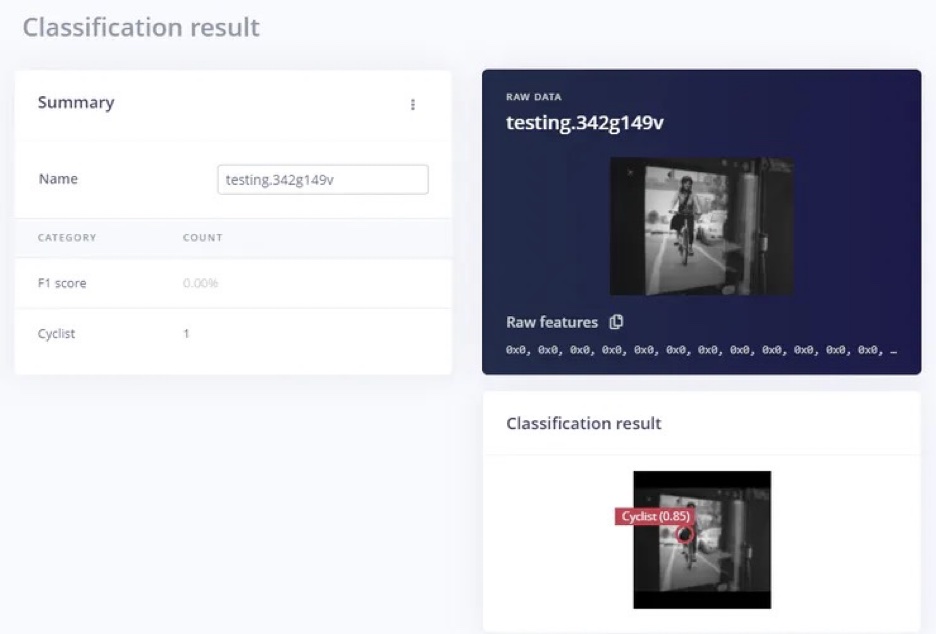 Classification result
Summary
Name
testing.342g149v
CATEGORY COUNT
F1 score 0.00%
Cyclist 1
RAW DATA
testing.342g149v
Raw features
0x0, 0x0, 0x0, 0x0, 0x0, 0x0, 0x0, 0x0, 0x0, 0x0, 0x0, 0x0, …
Classification result
Cyclist (0.85)